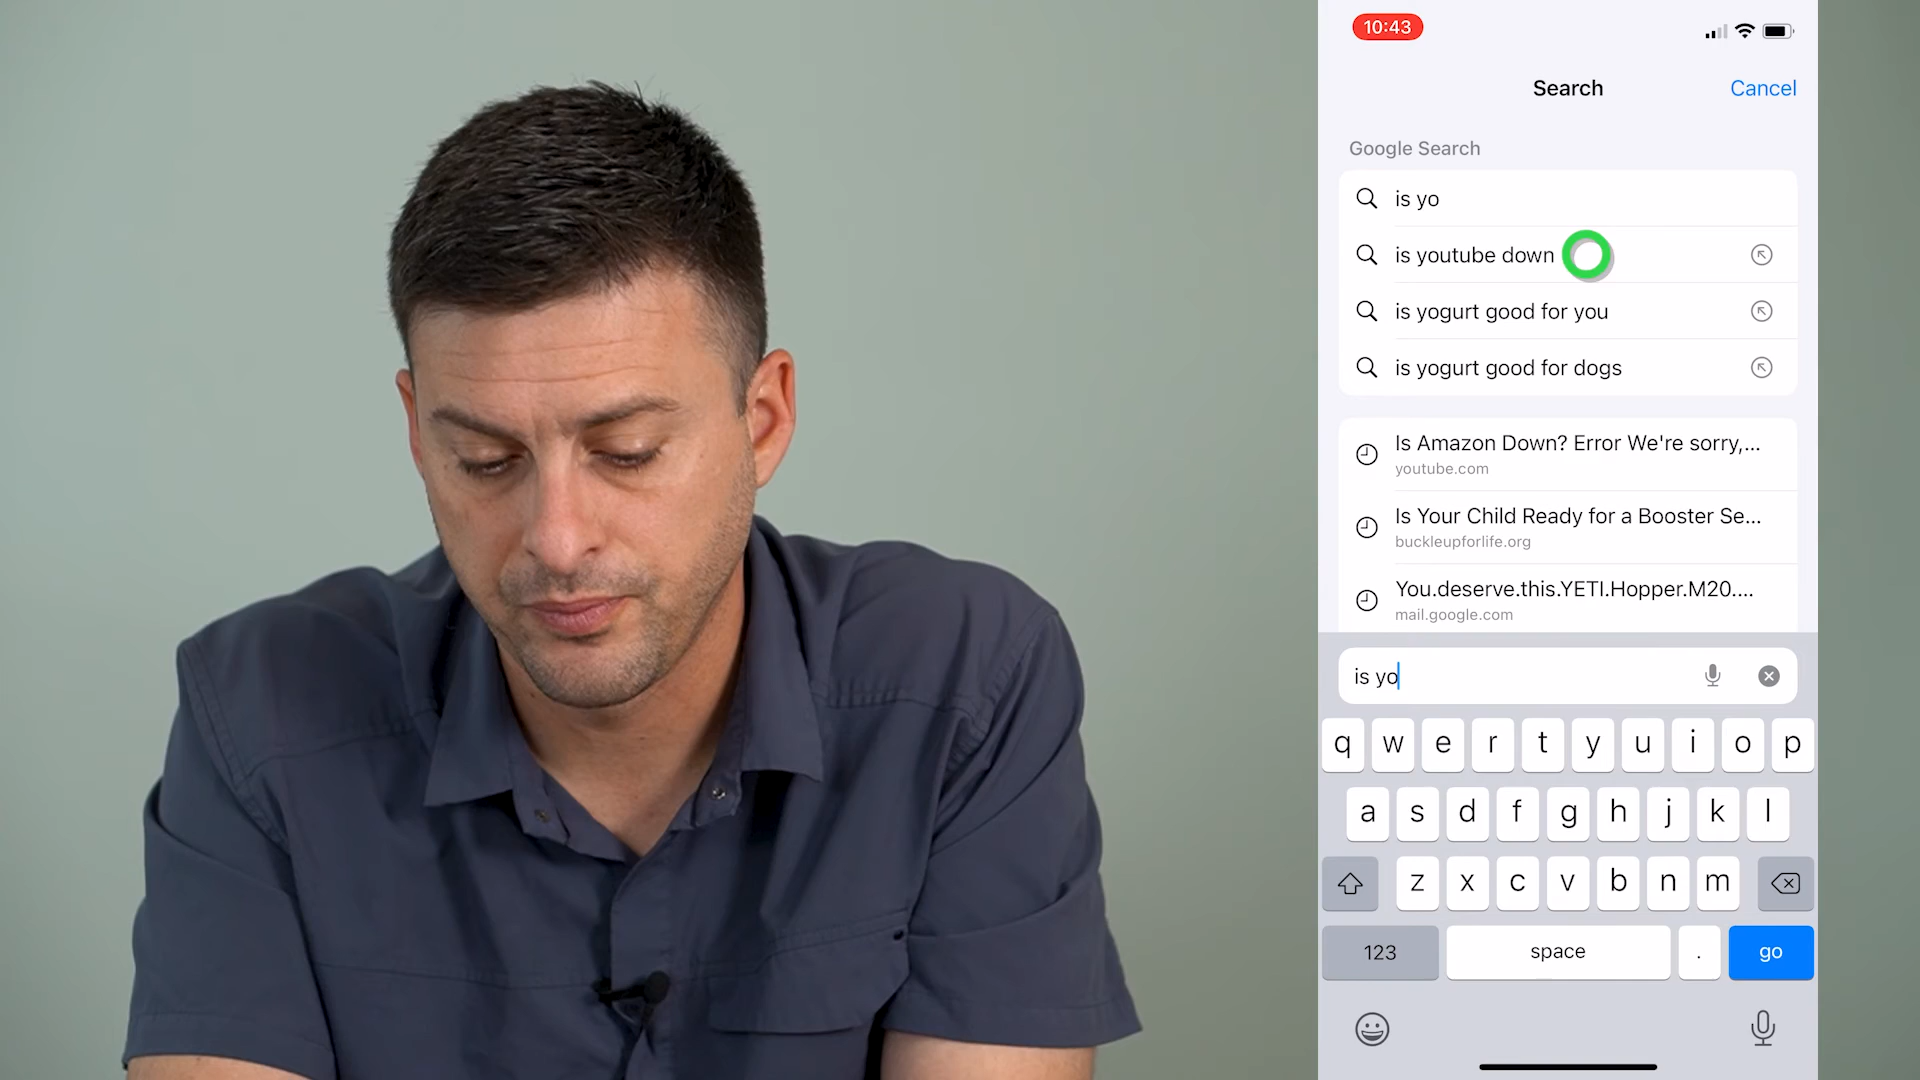 10:43
Search
Cancel
Google Search
is yo
is youtube down
is yogurt good for you
is yogurt good for dogs
Is Amazon Down? Error We're sorry,...
youtube.com
Is Your Child Ready for a Booster Se...
buckleupforlife.org
You.deserve.this.YETI.Hopper.M20....
mail.google.com
is yo
q w e r t y u i o p
a s d f g h j k l
z x c v b n m
123 space . go